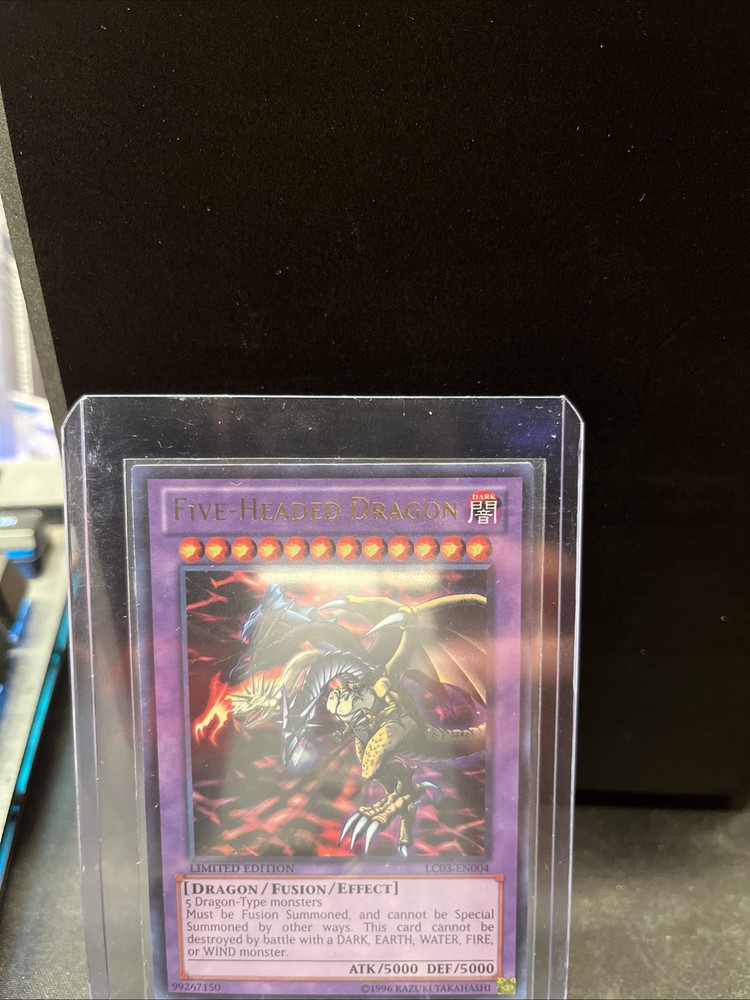 Five-Headed Dragon
DARK
闇
LIMITED EDITION
LC03-EN004
[Dragon/Fusion/Effect]
5 Dragon-Type monsters
Must be Fusion Summoned, and cannot be Special
Summoned by other ways. This card cannot be
destroyed by battle with a DARK, EARTH, WATER, FIRE,
or WIND monster.
ATK/5000 DEF/5000
99267150
©1996 KAZUKI TAKAHASHI